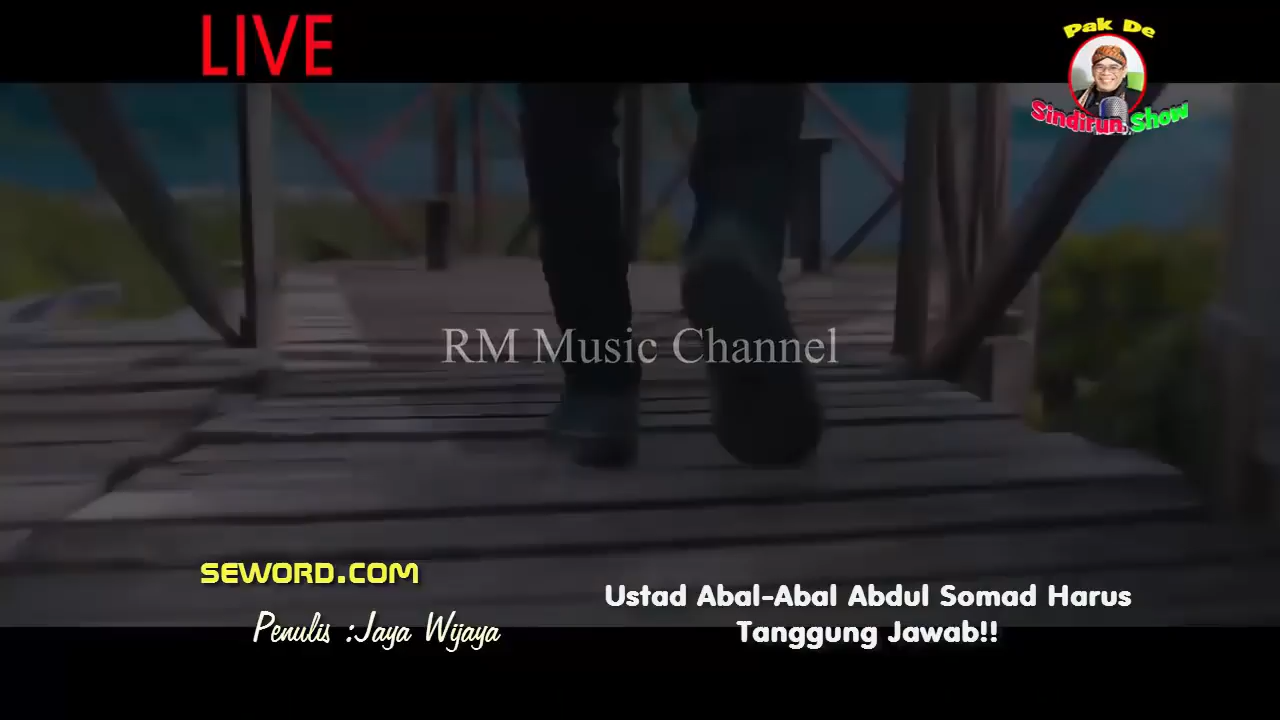 LIVE
Pak De
Sindirun Show
RM Music Channel
SEWORD.COM
Penulis :Jaya Wijaya
Ustad Abal-Abal Abdul Somad Harus
Tanggung Jawab!!